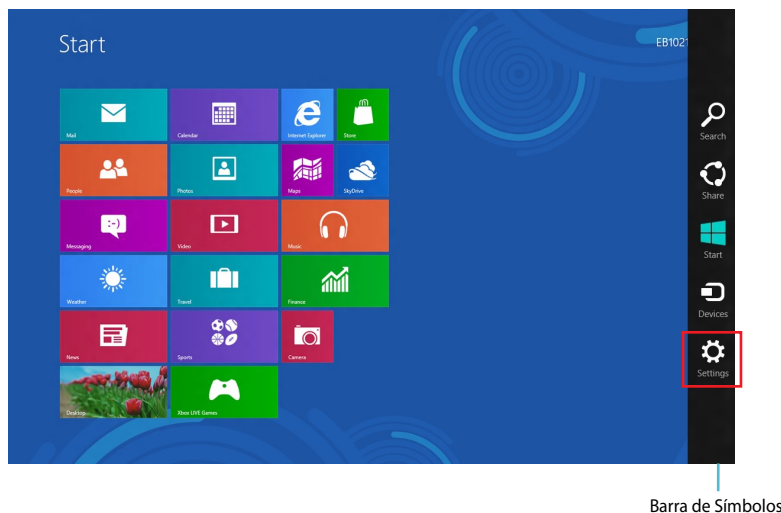 Start
EB1021
Mail
Calendar
Internet Explorer
Store
People
Photos
Maps
SkyDrive
Messaging
Video
Music
Weather
Travel
Finance
News
Sports
Camera
Desktop
Xbox LIVE Games
Search
Share
Start
Devices
Settings
Barra de Símbolos